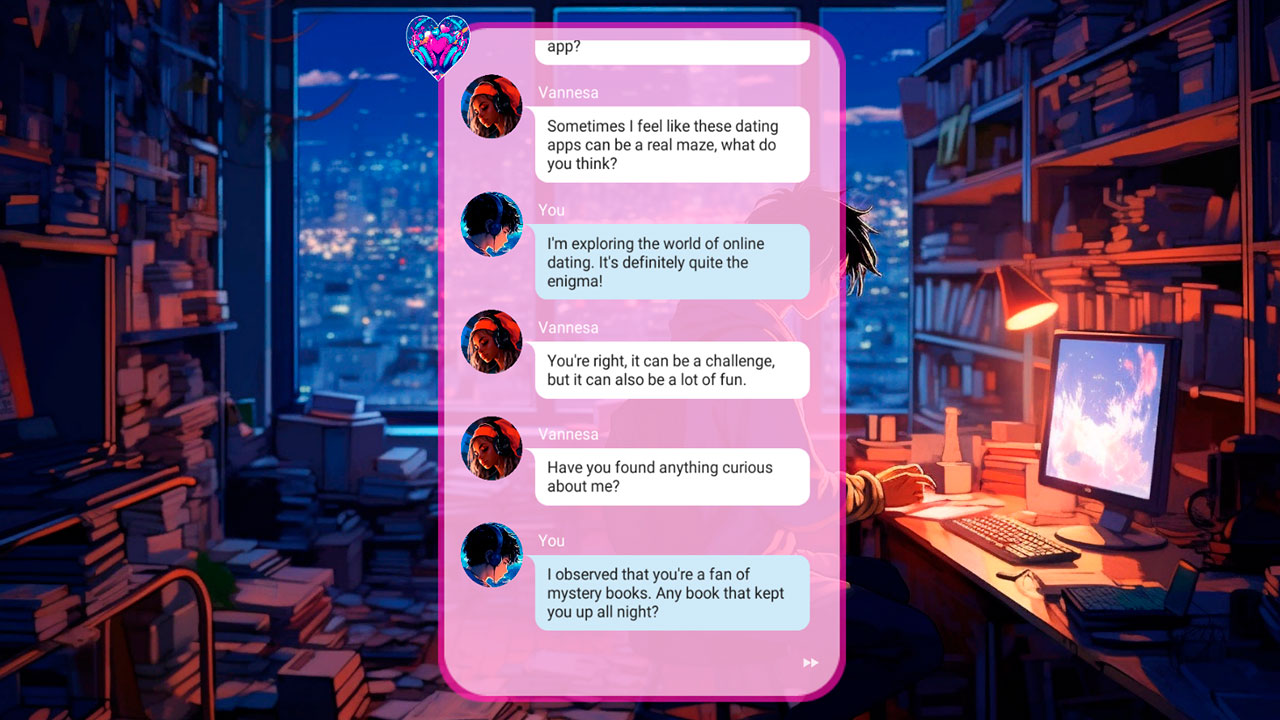 app?
Vannesa
Sometimes I feel like these dating
apps can be a real maze, what do
you think?
You
I'm exploring the world of online
dating. It's definitely quite the
enigma!
Vannesa
You're right, it can be a challenge,
but it can also be a lot of fun.
Vannesa
Have you found anything curious
about me?
You
I observed that you're a fan of
mystery books. Any book that kept
you up all night?